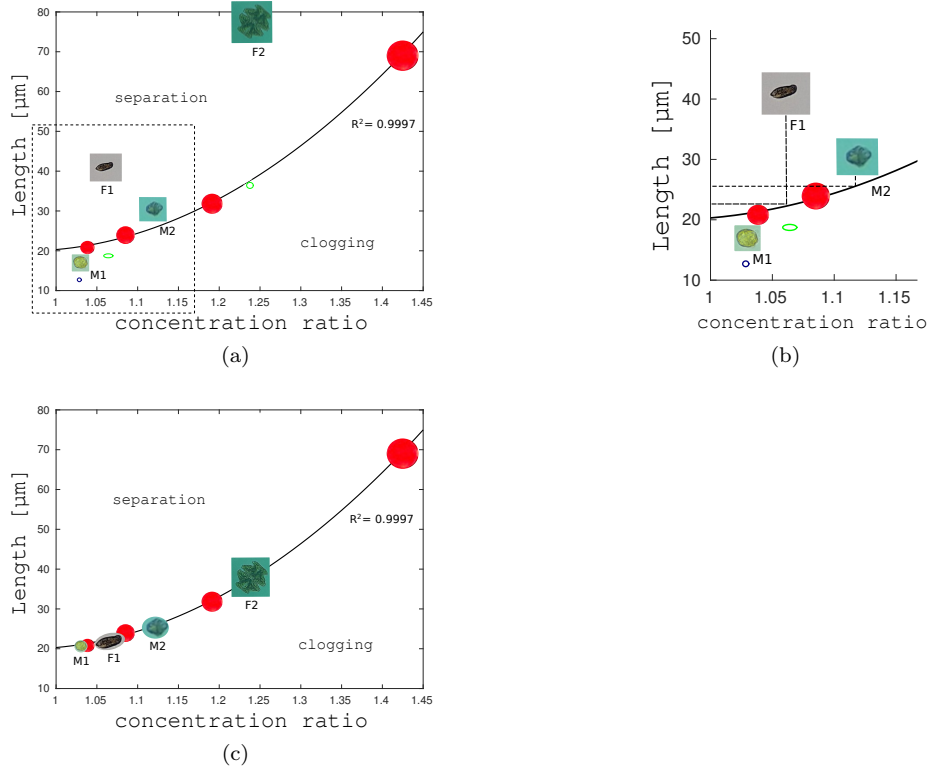 80
70
60
50
40
30
20
10
Length [µm]
F2
separation
R²= 0.9997
F1
M2
clogging
M1
1 1.05 1.1 1.15 1.2 1.25 1.3 1.35 1.4 1.45
concentration ratio
(a)
50
40
30
20
10
Length [µm]
F1
M2
M1
1 1.05 1.1 1.15
concentration ratio
(b)
80
70
60
50
40
30
20
10
Length [µm]
separation
R²= 0.9997
F2
M1 F1 M2
clogging
1 1.05 1.1 1.15 1.2 1.25 1.3 1.35 1.4 1.45
concentration ratio
(c)